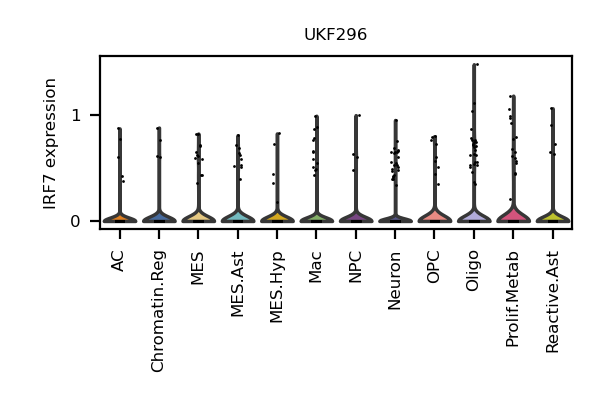 UKF296
IRF7 expression
1
0
AC
Chromatin.Reg
MES
MES.Ast
MES.Hyp
Mac
NPC
Neuron
OPC
Oligo
Prolif.Metab
Reactive.Ast